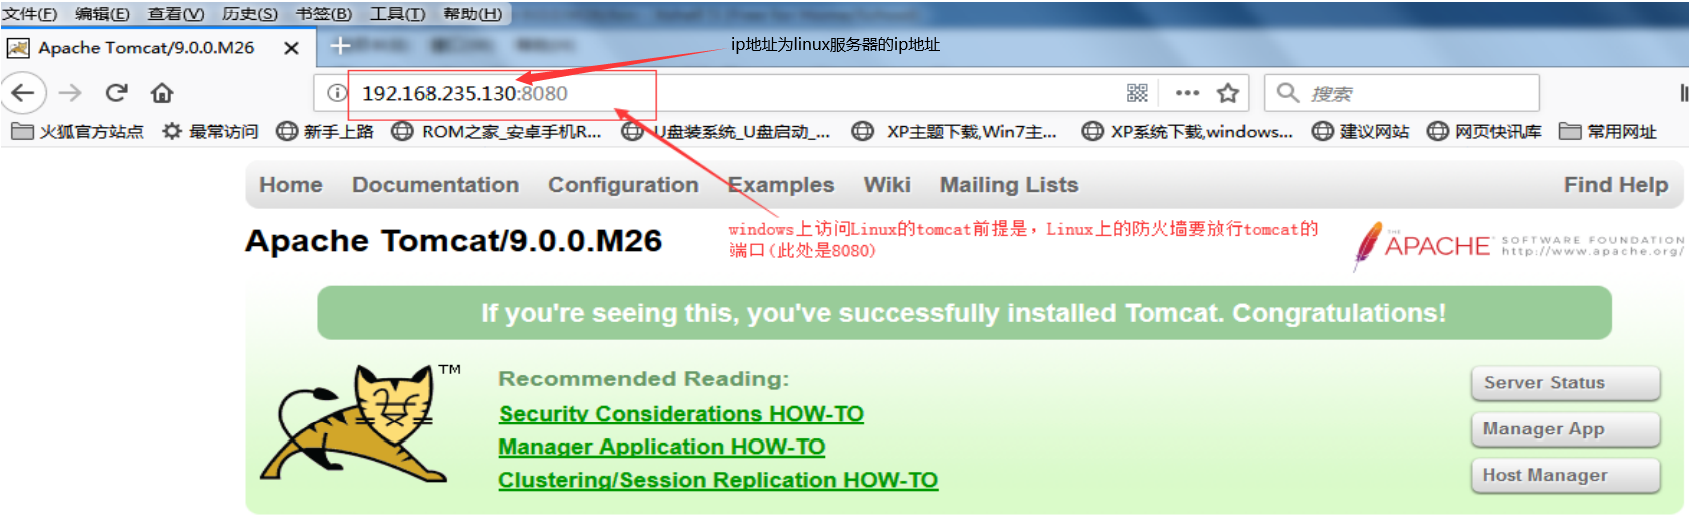 文件(F) 编辑(E) 查看(V) 历史(S) 书签(B) 工具(T) 帮助(H)
Apache Tomcat/9.0.0.M26
ip地址为linux服务器的ip地址
192.168.235.130:8080
搜索
火狐官方站点 最常访问 新手上路 ROM之家_安卓手机R... U盘装系统_U盘启动_... XP主题下载,Win7主... XP系统下载,windows... 建议网站 网页快讯库 常用网址
Home Documentation Configuration Examples Wiki Mailing Lists Find Help
windows上访问Linux的tomcat前提是，Linux上的防火墙要放行tomcat的
端口(此处是8080)
Apache Tomcat/9.0.0.M26
THE
APACHE™ SOFTWARE FOUNDATION
http://www.apache.org/
If you're seeing this, you've successfully installed Tomcat. Congratulations!
TM
Recommended Reading:
Security Considerations HOW-TO
Manager Application HOW-TO
Clustering/Session Replication HOW-TO
Server Status
Manager App
Host Manager